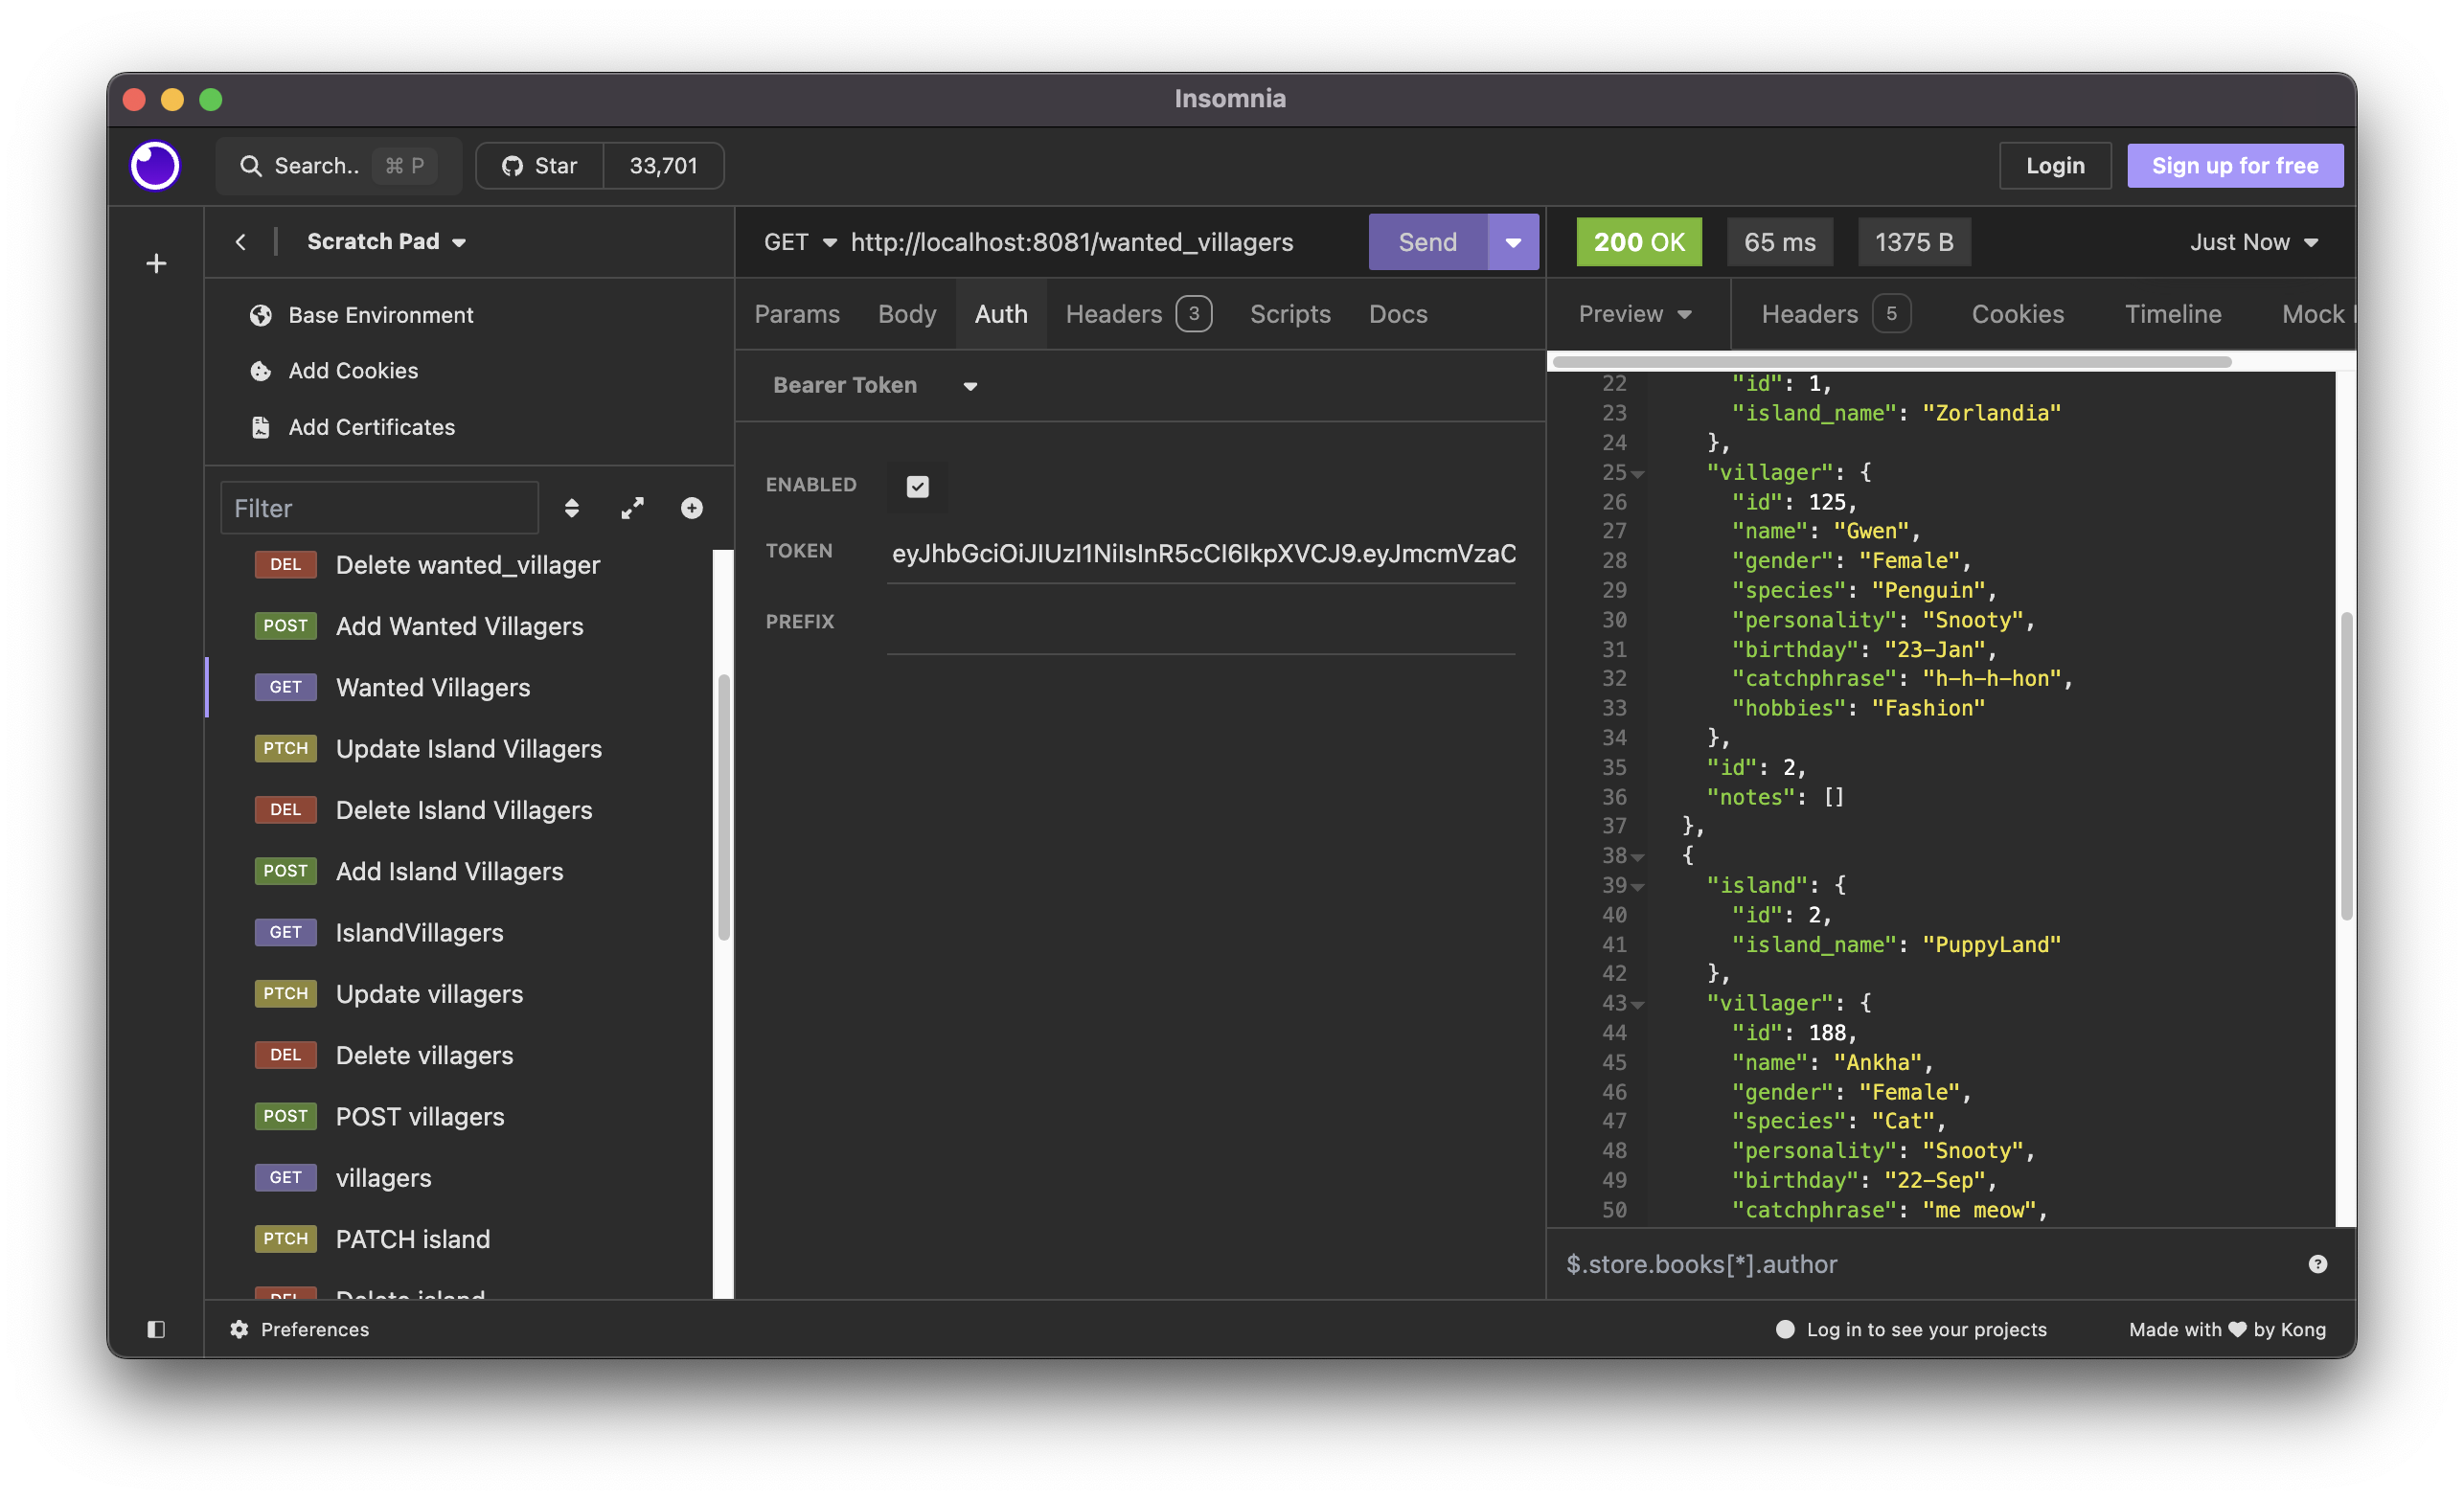 Insomnia
Search.. ⌘ P
Star 33,701
Login
Sign up for free
Scratch Pad
Base Environment
Add Cookies
Add Certificates
Filter
DEL Delete wanted_villager
POST Add Wanted Villagers
GET Wanted Villagers
PTCH Update Island Villagers
DEL Delete Island Villagers
POST Add Island Villagers
GET IslandVillagers
PTCH Update villagers
DEL Delete villagers
POST POST villagers
GET villagers
PTCH PATCH island
DEL Delete island
Preferences
GET http://localhost:8081/wanted_villagers
Send
Params Body Auth Headers 3 Scripts Docs
Bearer Token
ENABLED
TOKEN eyJhbGciOiJIUzI1NiIsInR5cCI6IkpXVCJ9.eyJmcmVzaC
PREFIX
200 OK 65 ms 1375 B Just Now
Preview Headers 5 Cookies Timeline Mock
22 "id": 1,
23 "island_name": "Zorlandia"
24 },
25 "villager": {
26 "id": 125,
27 "name": "Gwen",
28 "gender": "Female",
29 "species": "Penguin",
30 "personality": "Snooty",
31 "birthday": "23-Jan",
32 "catchphrase": "h-h-h-hon",
33 "hobbies": "Fashion"
34 },
35 "id": 2,
36 "notes": []
37 },
38 {
39 "island": {
40 "id": 2,
41 "island_name": "PuppyLand"
42 },
43 "villager": {
44 "id": 188,
45 "name": "Ankha",
46 "gender": "Female",
47 "species": "Cat",
48 "personality": "Snooty",
49 "birthday": "22-Sep",
50 "catchphrase": "me meow",
$.store.books[*].author
Log in to see your projects
Made with ♥ by Kong